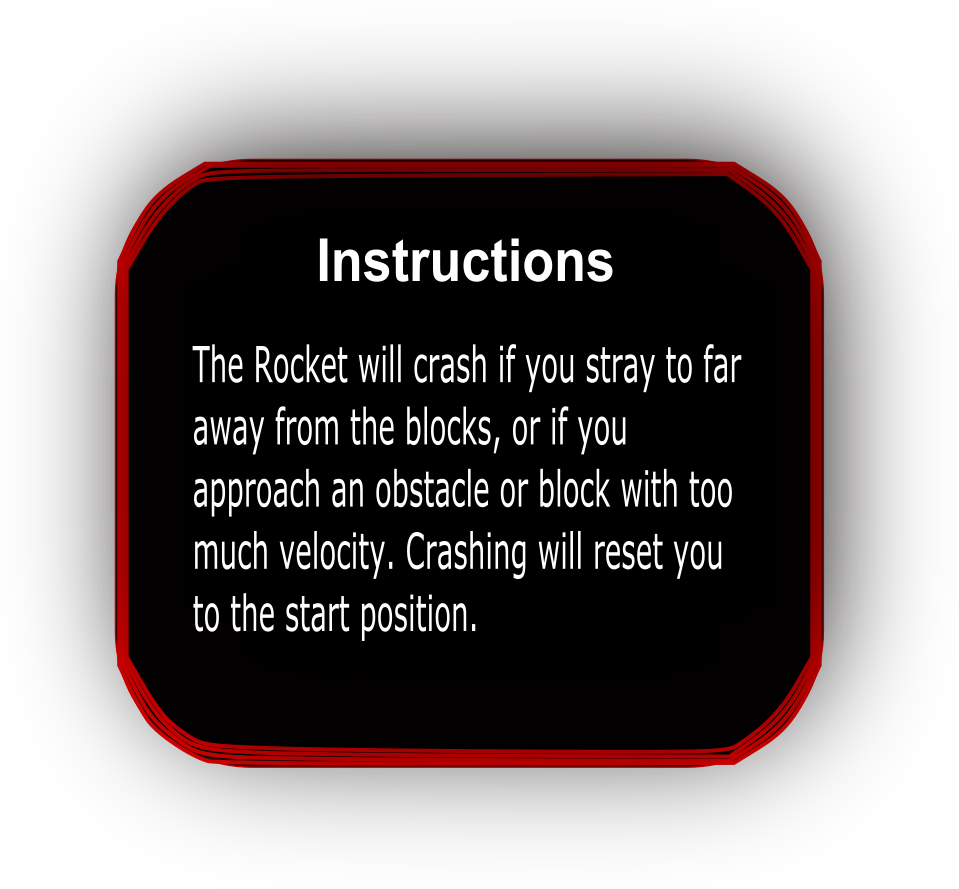 Instructions
The Rocket will crash if you stray to far
away from the blocks, or if you
approach an obstacle or block with too
much velocity. Crashing will reset you
to the start position.